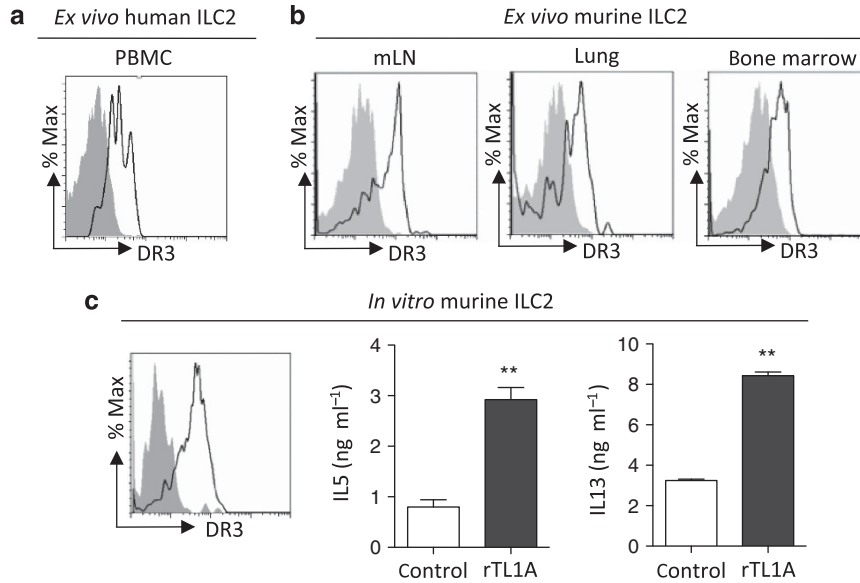 a
Ex vivo human ILC2
PBMC
% Max
DR3
b
Ex vivo murine ILC2
mLN
Lung
Bone marrow
% Max
DR3
% Max
DR3
% Max
DR3
c
In vitro murine ILC2
% Max
DR3
IL5 (ng ml⁻¹)
4
3
2
1
0
**
Control
rTL1A
IL13 (ng ml⁻¹)
10
8
6
4
2
0
**
Control
rTL1A